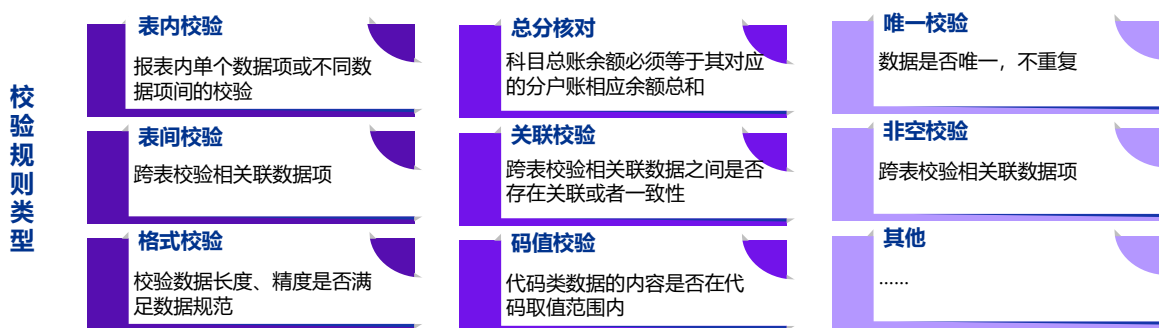 校验规则类型
表内校验
报表内单个数据项或不同数
据项间的校验
表间校验
跨表校验相关联数据项
格式校验
校验数据长度、精度是否满
足数据规范
总分核对
科目总账余额必须等于其对应
的分户账相应余额总和
关联校验
跨表校验相关联数据之间是否
存在关联或者一致性
码值校验
代码类数据的内容是否在代
码取值范围内
唯一校验
数据是否唯一，不重复
非空校验
跨表校验相关联数据项
其他
......